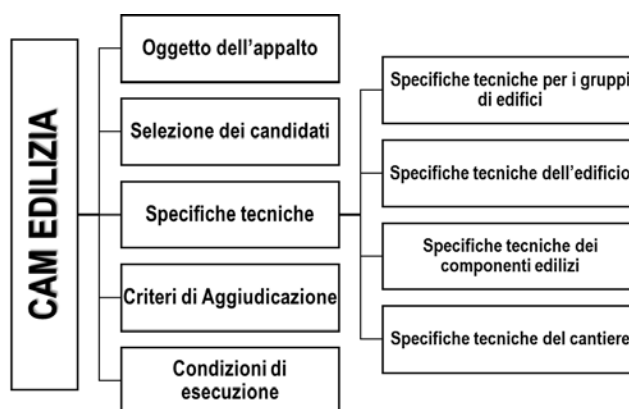 CAM EDILIZIA
Oggetto dell'appalto
Selezione dei candidati
Specifiche tecniche
Criteri di Aggiudicazione
Condizioni di
esecuzione
Specifiche tecniche per i gruppi
di edifici
Specifiche tecniche dell'edificio
Specifiche tecniche dei
componenti edilizi
Specifiche tecniche del cantiere